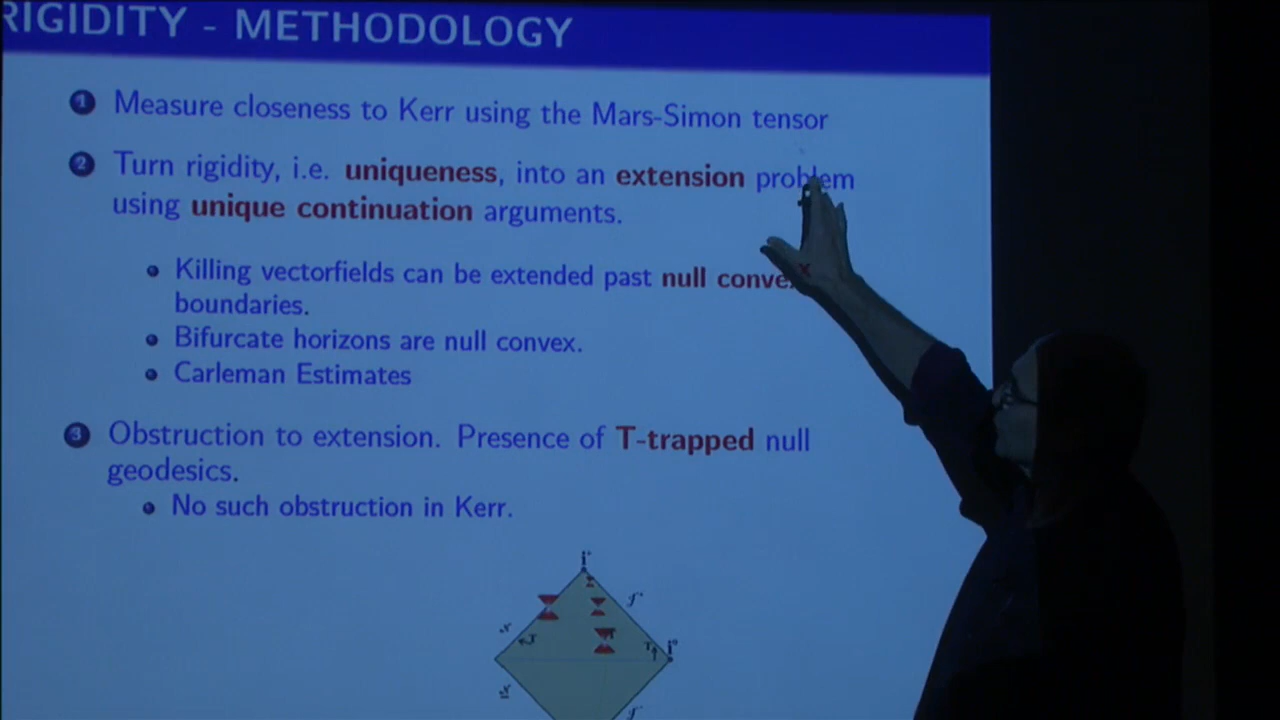 RIGIDITY - METHODOLOGY
1 Measure closeness to Kerr using the Mars-Simon tensor
2 Turn rigidity, i.e. uniqueness, into an extension problem
using unique continuation arguments.
Killing vectorfields can be extended past null convex
boundaries.
Bifurcate horizons are null convex.
Carleman Estimates
3 Obstruction to extension. Presence of T-trapped null
geodesics.
No such obstruction in Kerr.